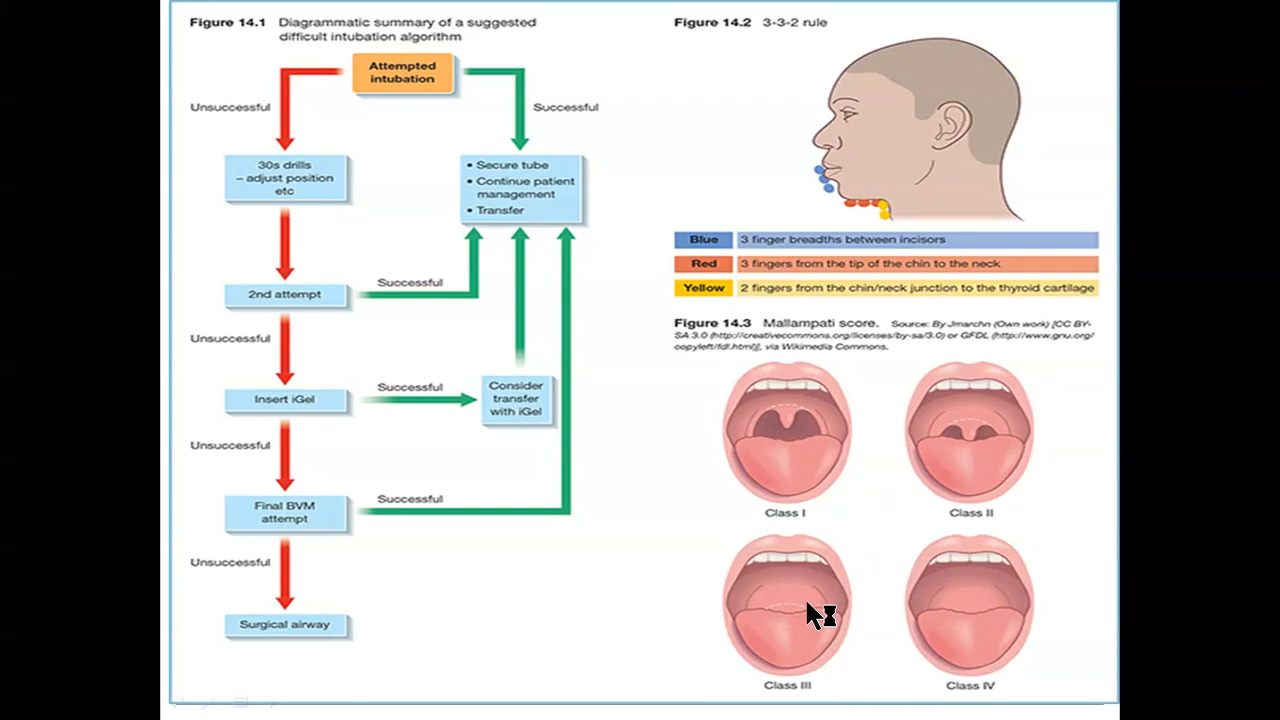 Figure 14.1 Diagrammatic summary of a suggested
difficult intubation algorithm
Attempted
intubation
Unsuccessful
Successful
30s drills
– adjust position
etc
• Secure tube
• Continue patient
management
• Transfer
Successful
2nd attempt
Unsuccessful
Successful
Insert iGel
Consider
transfer
with iGel
Unsuccessful
Successful
Final BVM
attempt
Unsuccessful
Surgical airway
Figure 14.2 3-3-2 rule
Blue 3 finger breadths between incisors
Red 3 fingers from the tip of the chin to the neck
Yellow 2 fingers from the chin/neck junction to the thyroid cartilage
Figure 14.3 Mallampati score. Source: By Jmarchn (Own work) [CC BY-
SA 3.0 (http://creativecommons.org/licenses/by-sa/3.0) or GFDL (http://www.gnu.org/
copyleft/fdl.html)], via Wikimedia Commons.
Class I
Class II
Class III
Class IV